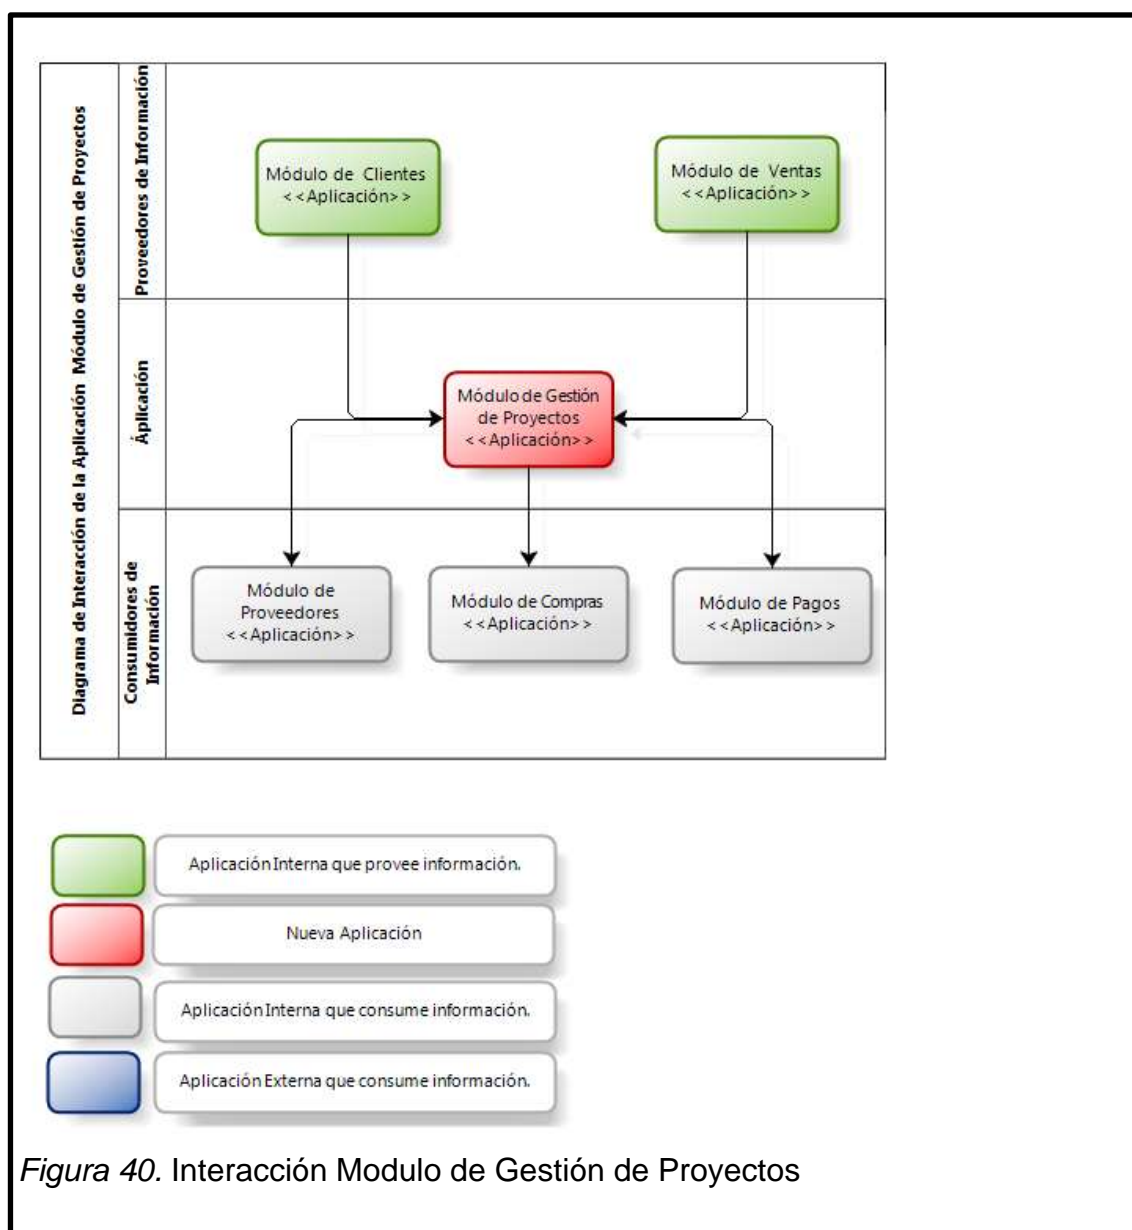 Diagrama de Interacción de la Aplicación Módulo de Gestión de Proyectos
Proveedores de Información
Módulo de Clientes
<<Aplicación>>
Módulo de Ventas
<<Aplicación>>
Áplicación
Módulo de Gestión
de Proyectos
<<Aplicación>>
Consumidores de
Información
Módulo de
Proveedores
<<Aplicación>>
Módulo de Compras
<<Aplicación>>
Módulo de Pagos
<<Aplicación>>
Aplicación Interna que provee información.
Nueva Aplicación
Aplicación Interna que consume información.
Aplicación Externa que consume información.
Figura 40. Interacción Modulo de Gestión de Proyectos